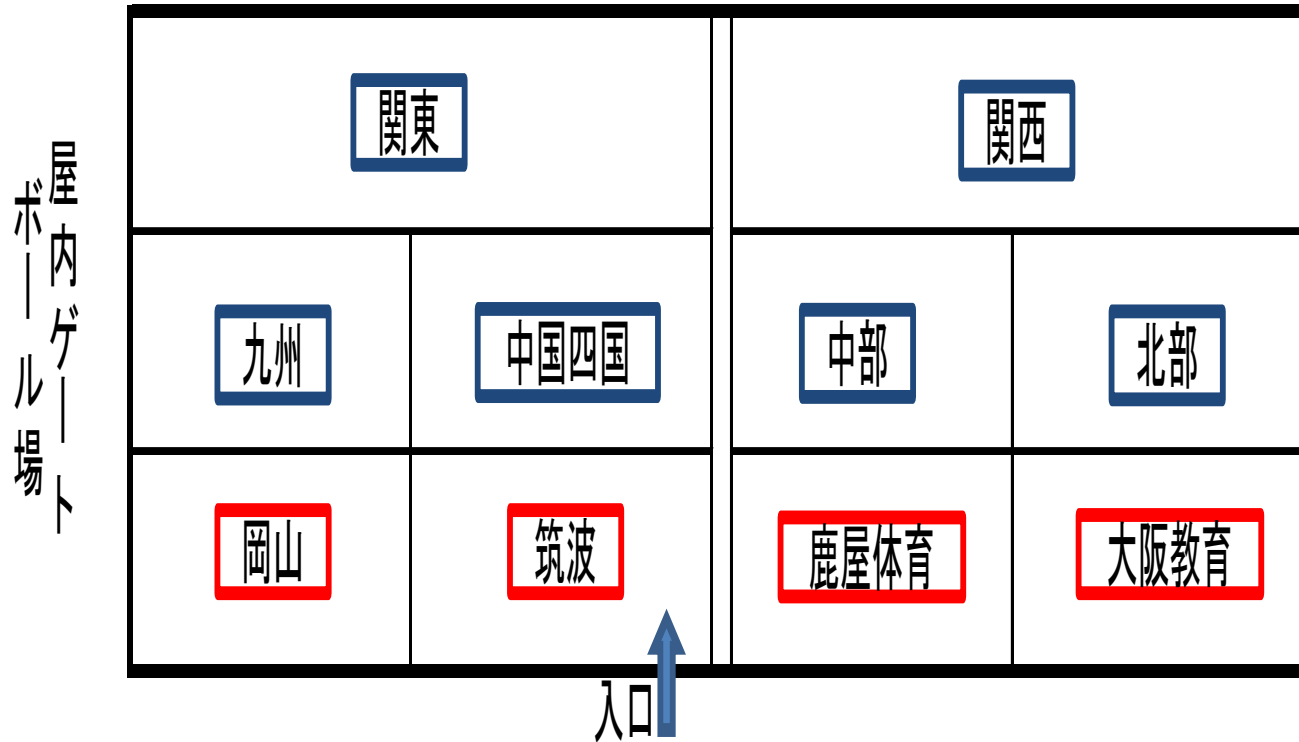 屋内ゲート
ボール場
関東
関西
九州
中国四国
中部
北部
岡山
筑波
鹿屋体育
大阪教育
入口